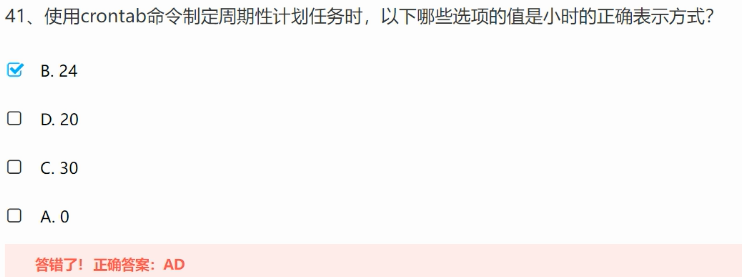 41、使用crontab命令制定周期性计划任务时，以下哪些选项的值是小时的正确表示方式？
B. 24
D. 20
C. 30
A. 0
答错了！正确答案：AD